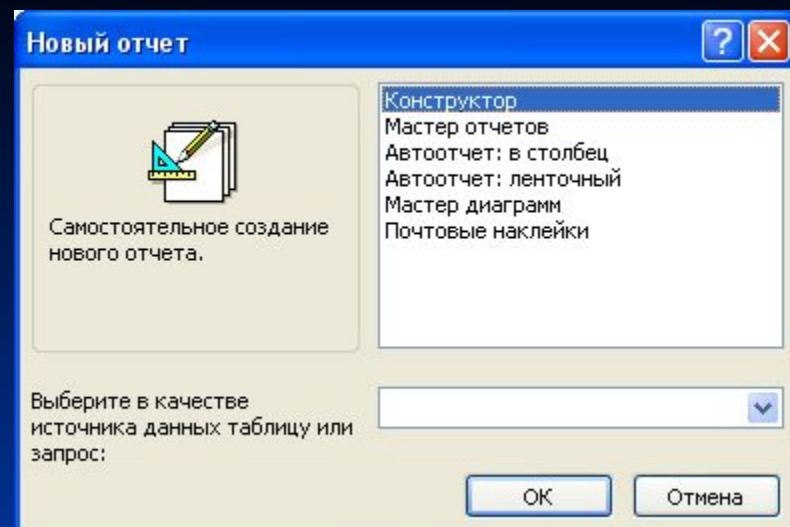 Новый отчет
Самостоятельное создание
нового отчета.
Конструктор
Мастер отчетов
Автоотчет: в столбец
Автоотчет: ленточный
Мастер диаграмм
Почтовые наклейки
Выберите в качестве
источника данных таблицу или
запрос:
ОК
Отмена